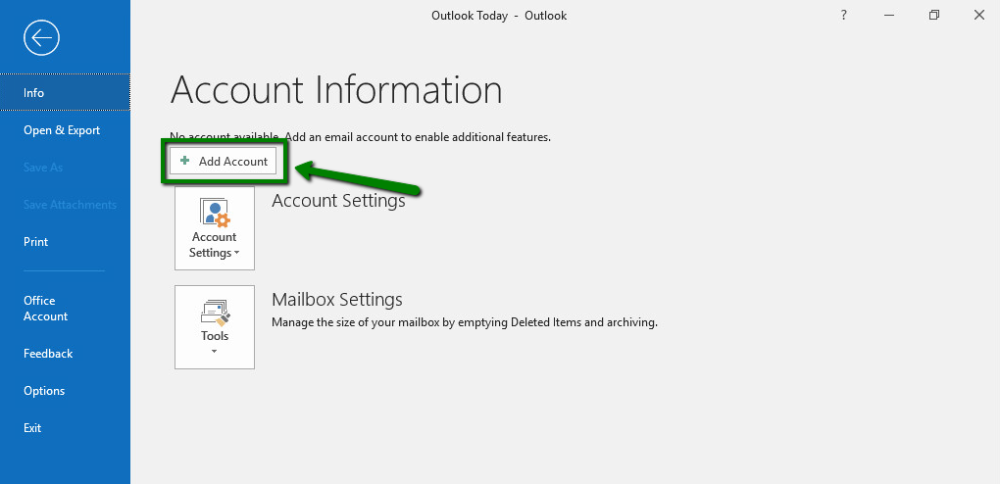 Outlook Today - Outlook
?
Info
Open & Export
Save As
Save Attachments
Print
Office
Account
Feedback
Options
Exit
Account Information
No account available. Add an email account to enable additional features.
+ Add Account
Account
Settings
Account Settings
Tools
Mailbox Settings
Manage the size of your mailbox by emptying Deleted Items and archiving.